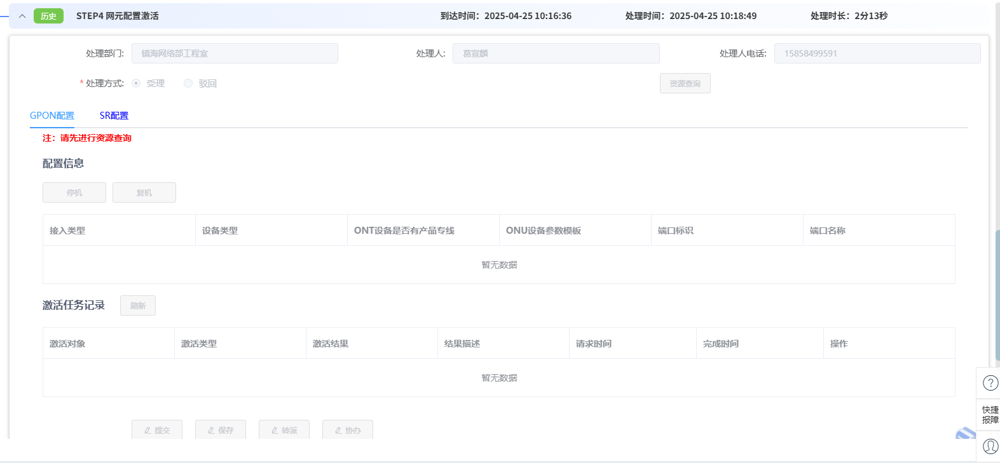 历史 STEP4 网元配置激活 到达时间：2025-04-25 10:16:36 处理时间：2025-04-25 10:18:49 处理时长：2分13秒
处理部门: 镇海网络部工程室 处理人: 葛宣麟 处理人电话: 15858499591
* 处理方式: 受理 驳回 资源查询
GPON配置 SR配置
注：请先进行资源查询
配置信息
停机 复机
接入类型 设备类型 ONT设备是否有产品专线 ONU设备参数模板 端口标识 端口名称
暂无数据
激活任务记录 刷新
激活对象 激活类型 激活结果 结果描述 请求时间 完成时间 操作
暂无数据
提交 保存 转派 协办
?
快捷
报障